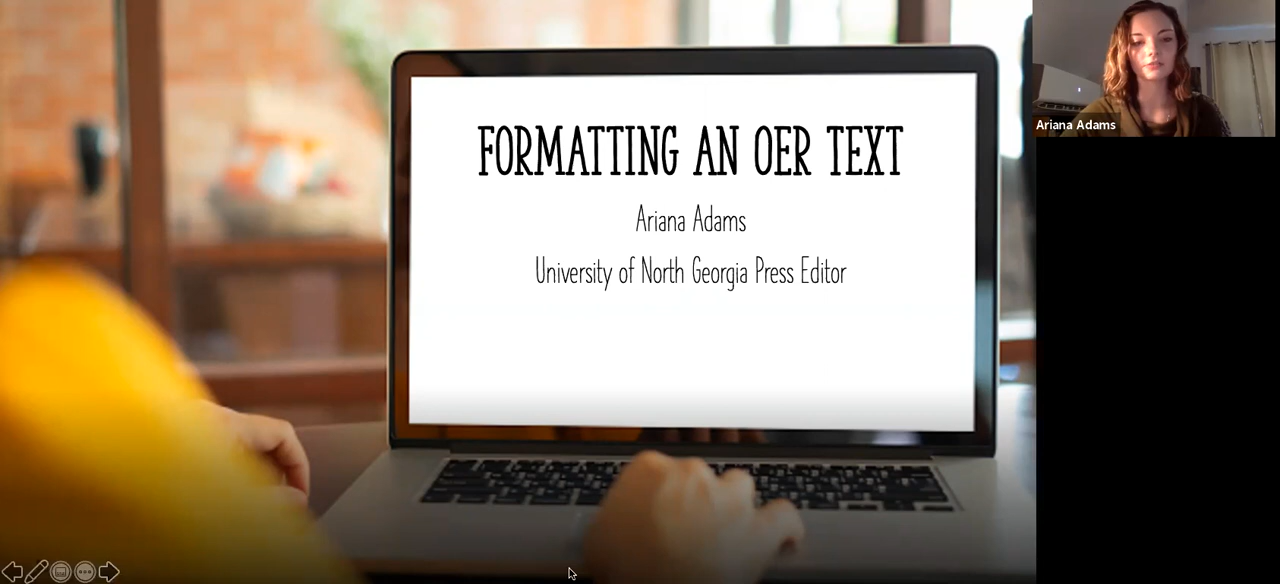 FORMATTING AN OER TEXT
Ariana Adams
University of North Georgia Press Editor
Ariana Adams